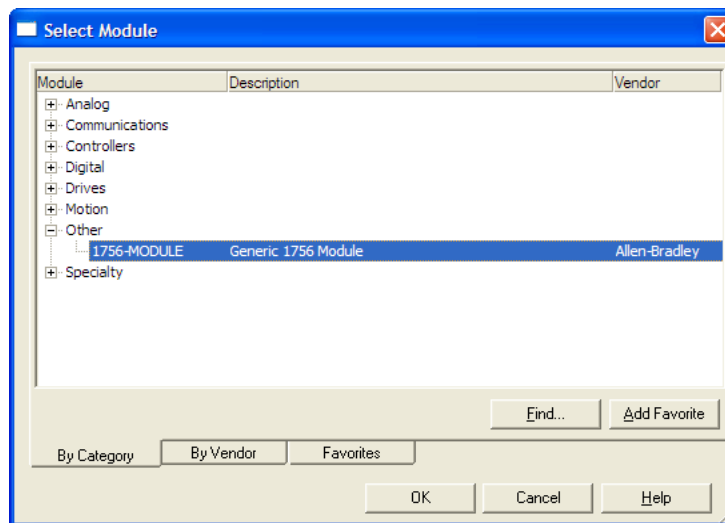 Select Module
Module Description Vendor
Analog
Communications
Controllers
Digital
Drives
Motion
Other
1756-MODULE Generic 1756 Module Allen-Bradley
Specialty
Find... Add Favorite
By Category By Vendor Favorites
OK Cancel Help